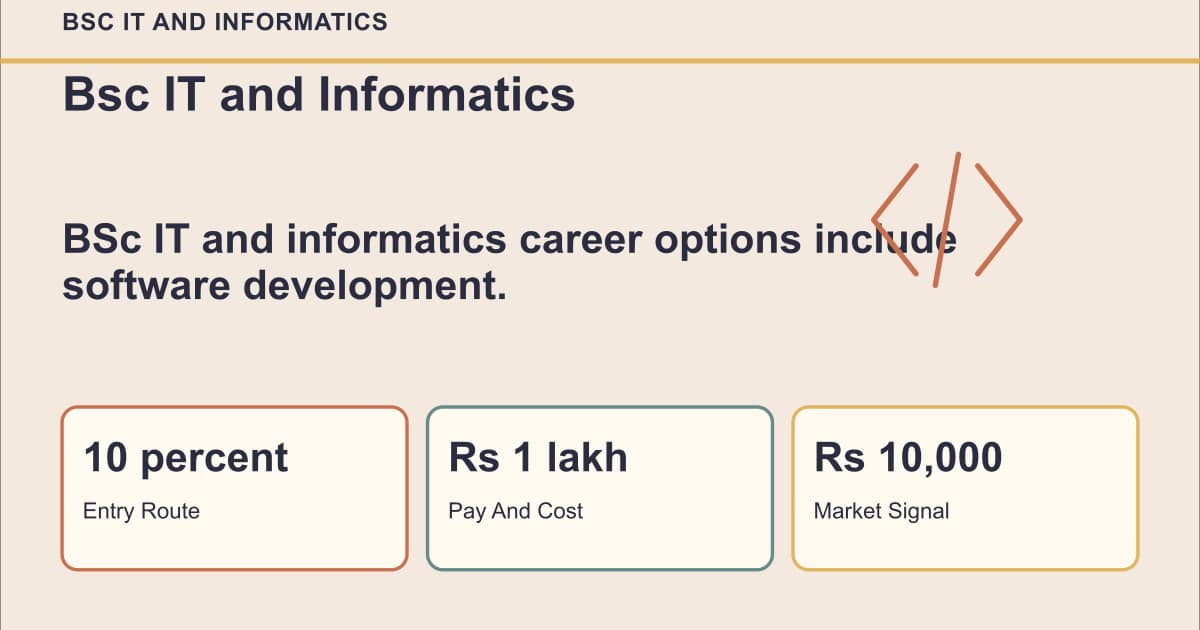 BSC IT AND INFORMATICS
Bsc IT and Informatics
BSc IT and informatics career options include
software development.
10 percent
Entry Route
Rs 1 lakh
Pay And Cost
Rs 10,000
Market Signal